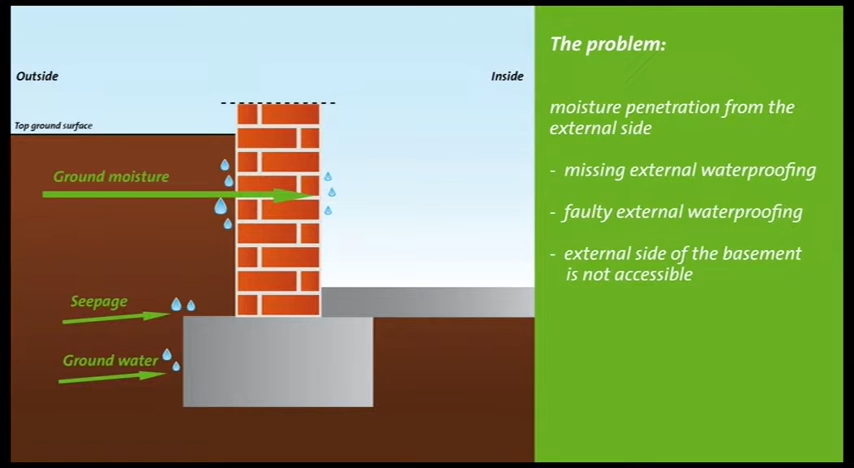 The problem:
Outside
Inside
Top ground surface
moisture penetration from the
external side
- missing external waterproofing
- faulty external waterproofing
- external side of the basement
is not accessible
Ground moisture
Seepage
Ground water